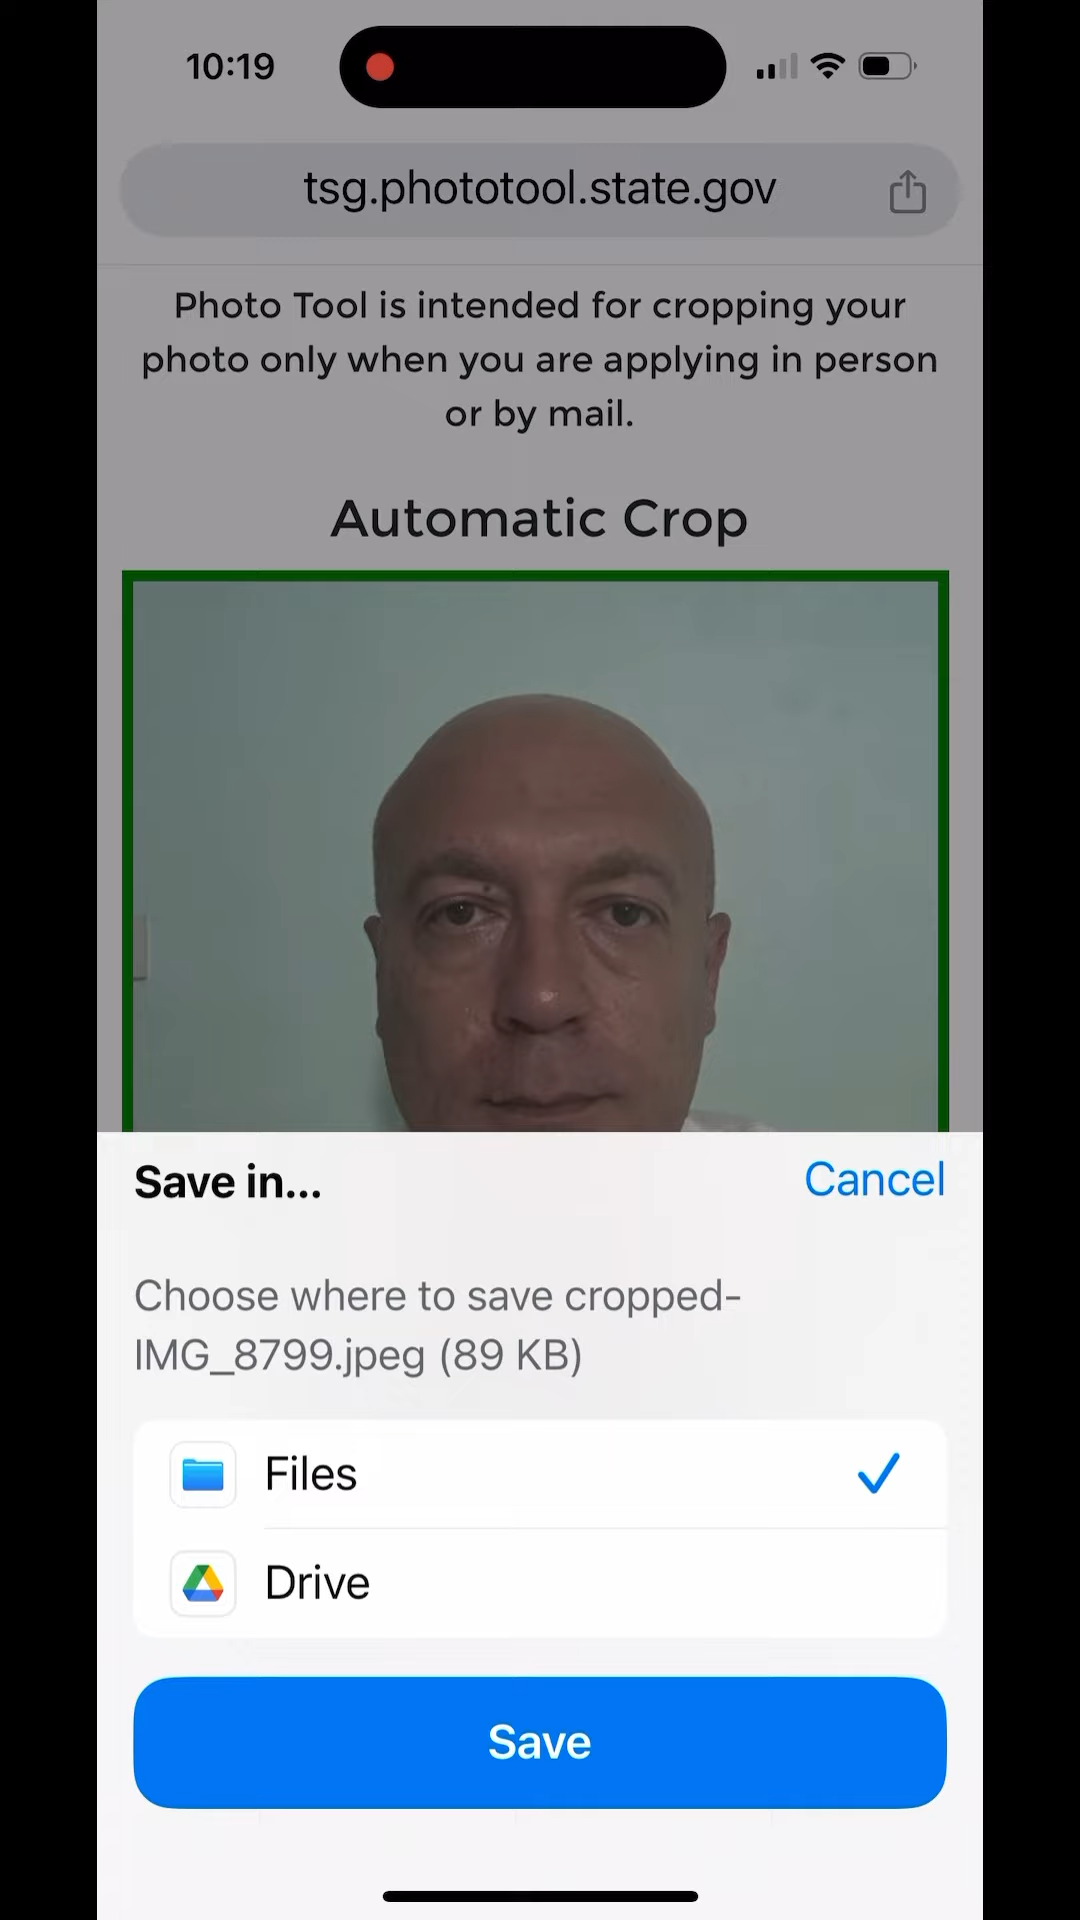 10:19
tsg.phototool.state.gov
Photo Tool is intended for cropping your
photo only when you are applying in person
or by mail.
Automatic Crop
Save in...
Cancel
Choose where to save cropped-
IMG_8799.jpeg (89 KB)
Files
Drive
Save